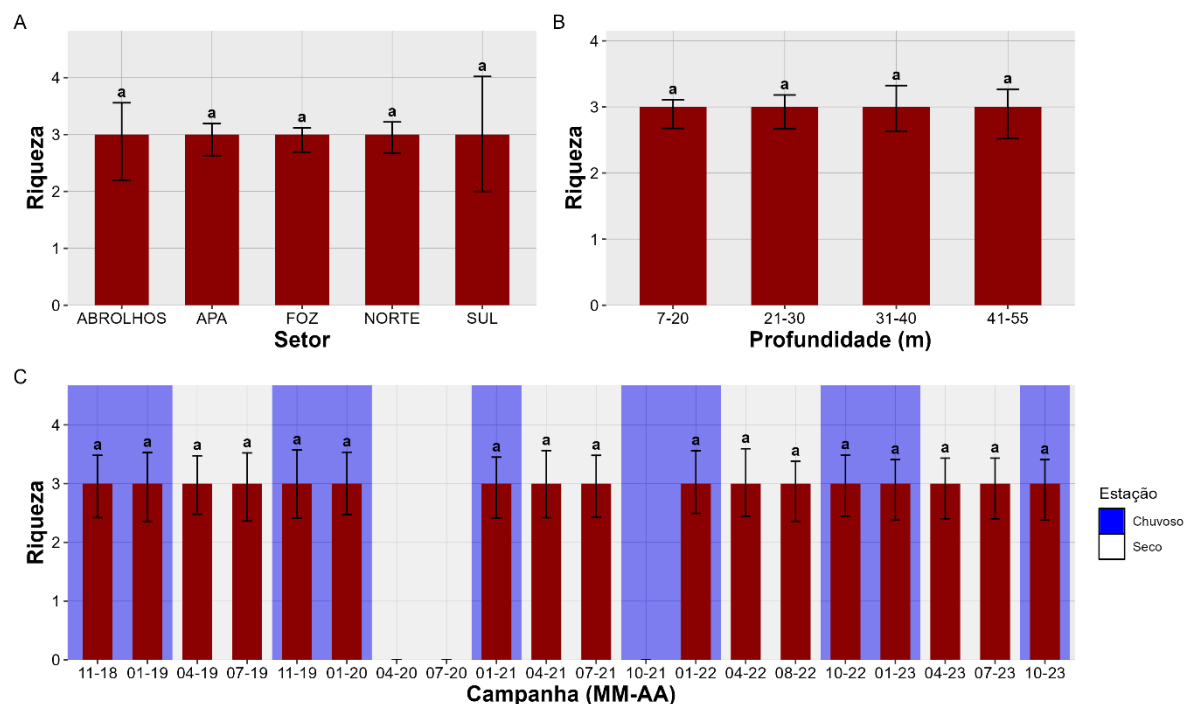 A
Riqueza
4
3
2
1
0
a a a a a
ABROLHOS APA FOZ NORTE SUL
Setor
B
Riqueza
4
3
2
1
0
a a a a
7-20 21-30 31-40 41-55
Profundidade (m)
C
Riqueza
4
3
2
1
0
a a a a a a a a a a a a a a a a a
11-18 01-19 04-19 07-19 11-19 01-20 04-20 07-20 01-21 04-21 07-21 10-21 01-22 04-22 08-22 10-22 01-23 04-23 07-23 10-23
Campanha (MM-AA)
Estação
Chuvoso
Seco